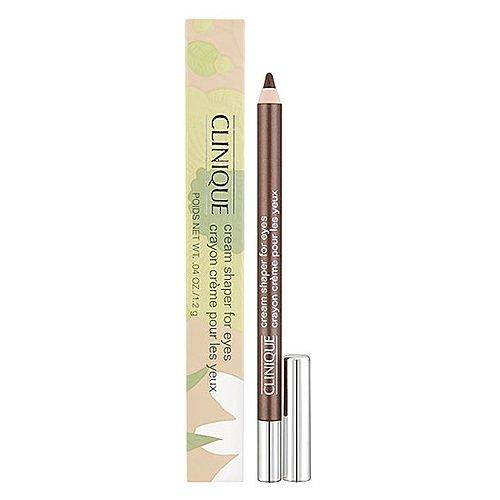 CLINIQUE
cream shaper for eyes
crayon crème pour les yeux
POIDS NET WT. .04 OZ./1.2 g
CLINIQUE
cream shaper for eyes
crayon crème pour les yeux